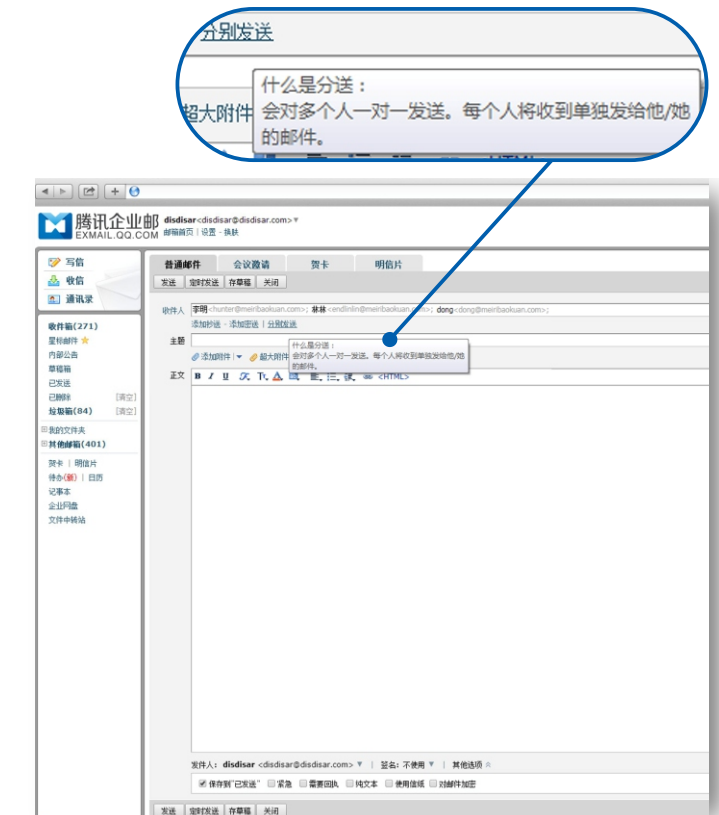 分别发送
什么是分送：
超大附件
会对多个人一对一发送。每个人将收到单独发给他/她
的邮件。
腾讯企业邮
EXMAIL.QQ.COM
disdisar<disdisar@disdisar.com>
邮箱首页 | 设置 - 换肤
写信
收信
通讯录
收件箱(271)
星标邮件
内部公告
草稿箱
已发送
已删除 [清空]
垃圾箱(84) [清空]
我的文件夹
其他邮箱(401)
贺卡 | 明信片
待办(新) | 日历
记事本
企业网盘
文件中转站
普通邮件 会议邀请 贺卡 明信片
发送 定时发送 存草稿 关闭
收件人 李明<hunter@meiribaokuan.com>; 林林<endlinlin@meiribaokuan.com>; dong<dong@meiribaokuan.com>;
添加抄送 - 添加密送 | 分别发送
主题
什么是分送：
添加附件 超大附件
会对多个人一对一发送。每个人将收到单独发给他/她
的邮件。
正文 B I U <HTML>
发件人：disdisar <disdisar@disdisar.com> | 签名: 不使用 | 其他选项
保存到"已发送" 紧急 需要回执 纯文本 使用信纸 对邮件加密
发送 定时发送 存草稿 关闭